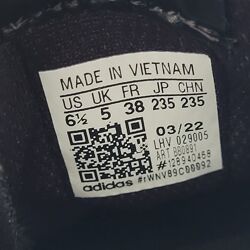 MADE IN VIETNAM
US UK FR JP CHN
6½ 5 38 235 235
03/22
LHV 029005
ART
adidas